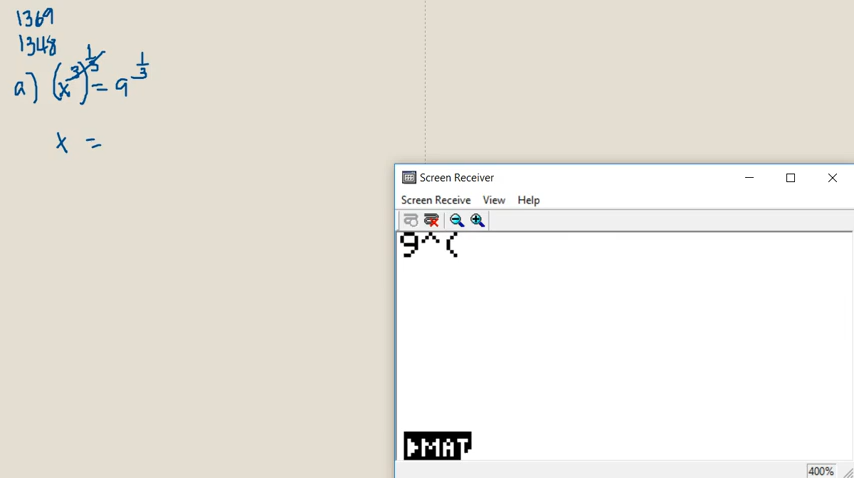 1369
1348
a) (x^3)^{1/3} = 9^{1/3}
x =
Screen Receiver
Screen Receive View Help
9^(
▶MAT
400%